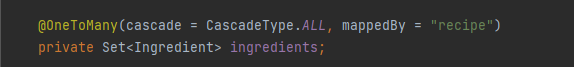 @OneToMany(cascade = CascadeType.ALL, mappedBy = "recipe")
private Set<Ingredient> ingredients;